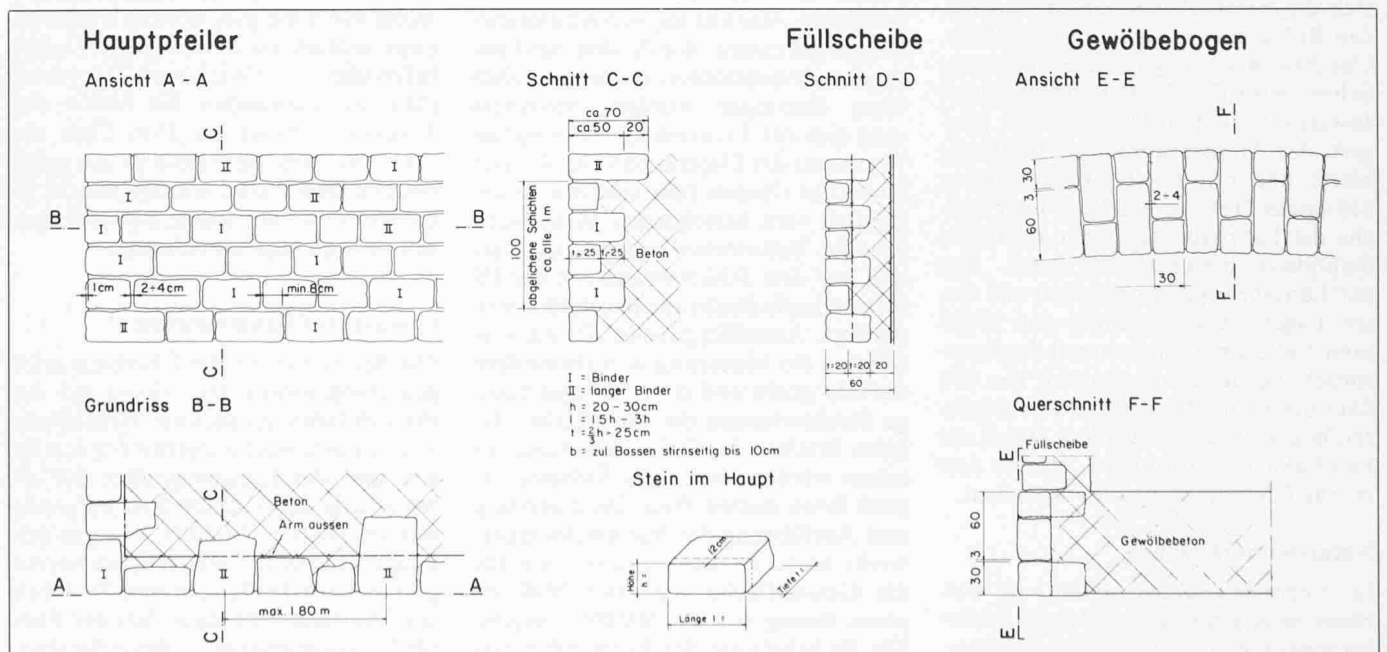 Hauptpfeiler
Ansicht A-A
C
II I
I II
B I II
I I
1cm 2÷4cm I min. 8cm I
II I
C
Grundriss B-B
C
Beton
Arm aussen
A I II II A
max. 1.80 m
C
Schnitt C-C
ca. 70
ca. 50 20
II
I
B
100
abgeglichene Schichten
ca. alle 1 m
t≥25 t≥25 Beton
I
I = Binder
II = langer Binder
h = 20 - 30cm
l = 1.5h - 3h
t = 2/3 h - 25cm
b = zul. Bossen stirnseitig bis 10cm
Stein im Haupt
12cm
Höhe
h =
Tiefe t =
Länge l =
Füllscheibe
Schnitt D-D
t=20 t=20 20
60
Gewölbebogen
Ansicht E-E
F
30
3
60
2÷4
30
F
Querschnitt F-F
E
Füllscheibe
60
3
30
Gewölbebeton
E